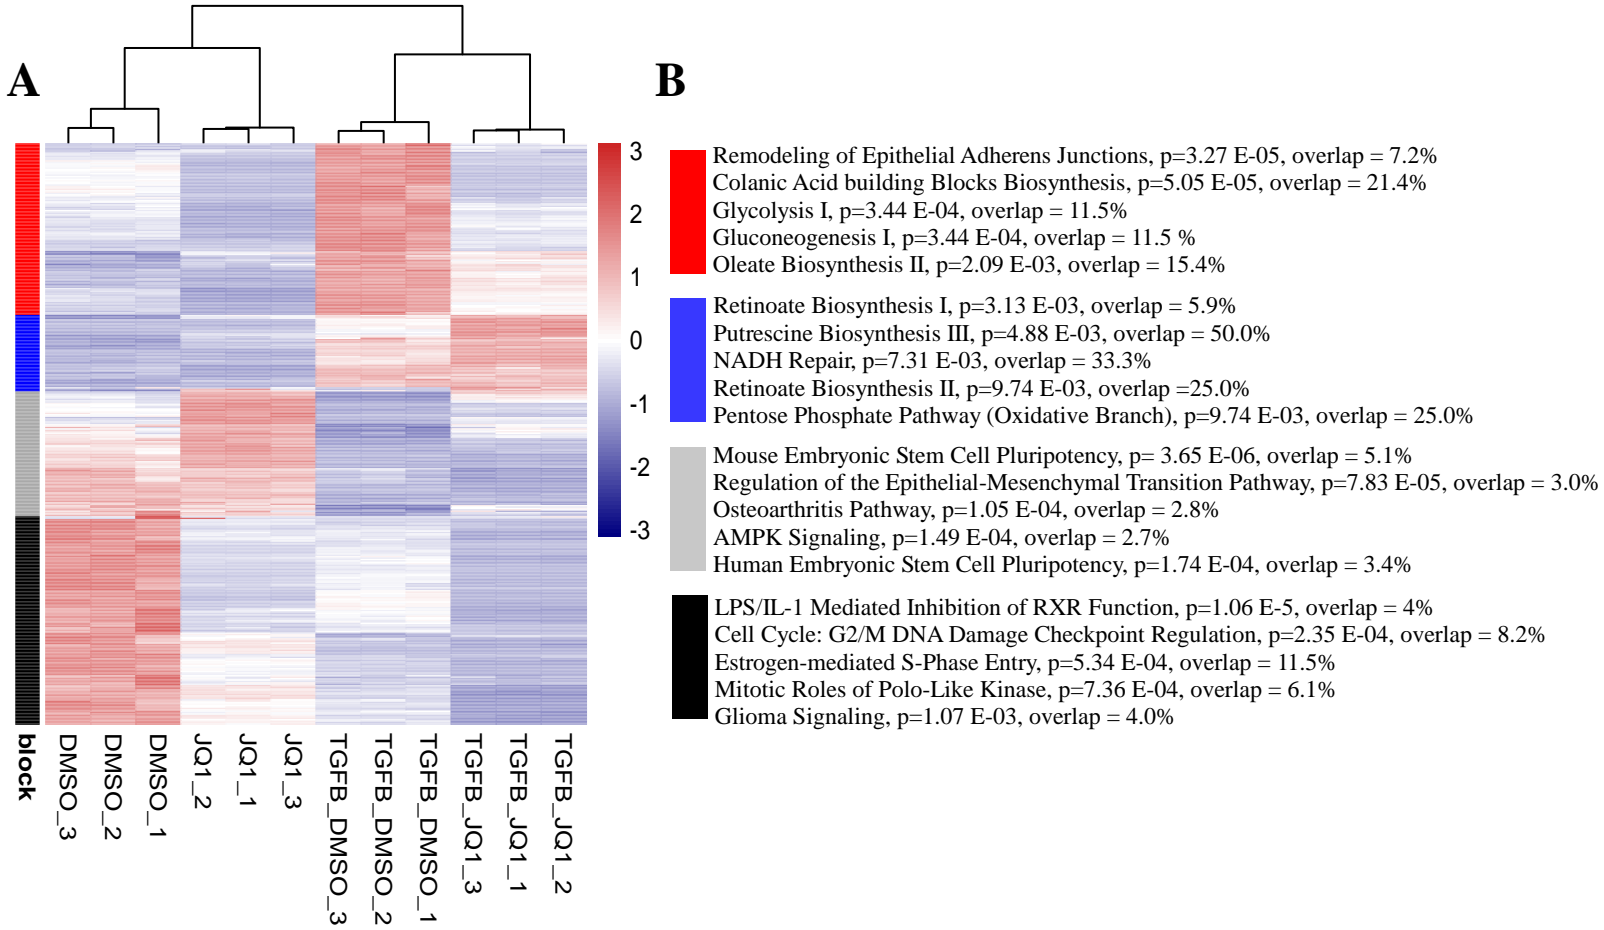 A
B
3
2
1
0
-1
-2
-3
block
DMSO_3
DMSO_2
DMSO_1
JQ1_2
JQ1_1
JQ1_3
TGFB_DMSO_3
TGFB_DMSO_2
TGFB_DMSO_1
TGFB_JQ1_3
TGFB_JQ1_1
TGFB_JQ1_2
Remodeling of Epithelial Adherens Junctions, p=3.27 E-05, overlap = 7.2%
Colanic Acid building Blocks Biosynthesis, p=5.05 E-05, overlap = 21.4%
Glycolysis I, p=3.44 E-04, overlap = 11.5%
Gluconeogenesis I, p=3.44 E-04, overlap = 11.5 %
Oleate Biosynthesis II, p=2.09 E-03, overlap = 15.4%
Retinoate Biosynthesis I, p=3.13 E-03, overlap = 5.9%
Putrescine Biosynthesis III, p=4.88 E-03, overlap = 50.0%
NADH Repair, p=7.31 E-03, overlap = 33.3%
Retinoate Biosynthesis II, p=9.74 E-03, overlap =25.0%
Pentose Phosphate Pathway (Oxidative Branch), p=9.74 E-03, overlap = 25.0%
Mouse Embryonic Stem Cell Pluripotency, p= 3.65 E-06, overlap = 5.1%
Regulation of the Epithelial-Mesenchymal Transition Pathway, p=7.83 E-05, overlap = 3.0%
Osteoarthritis Pathway, p=1.05 E-04, overlap = 2.8%
AMPK Signaling, p=1.49 E-04, overlap = 2.7%
Human Embryonic Stem Cell Pluripotency, p=1.74 E-04, overlap = 3.4%
LPS/IL-1 Mediated Inhibition of RXR Function, p=1.06 E-5, overlap = 4%
Cell Cycle: G2/M DNA Damage Checkpoint Regulation, p=2.35 E-04, overlap = 8.2%
Estrogen-mediated S-Phase Entry, p=5.34 E-04, overlap = 11.5%
Mitotic Roles of Polo-Like Kinase, p=7.36 E-04, overlap = 6.1%
Glioma Signaling, p=1.07 E-03, overlap = 4.0%